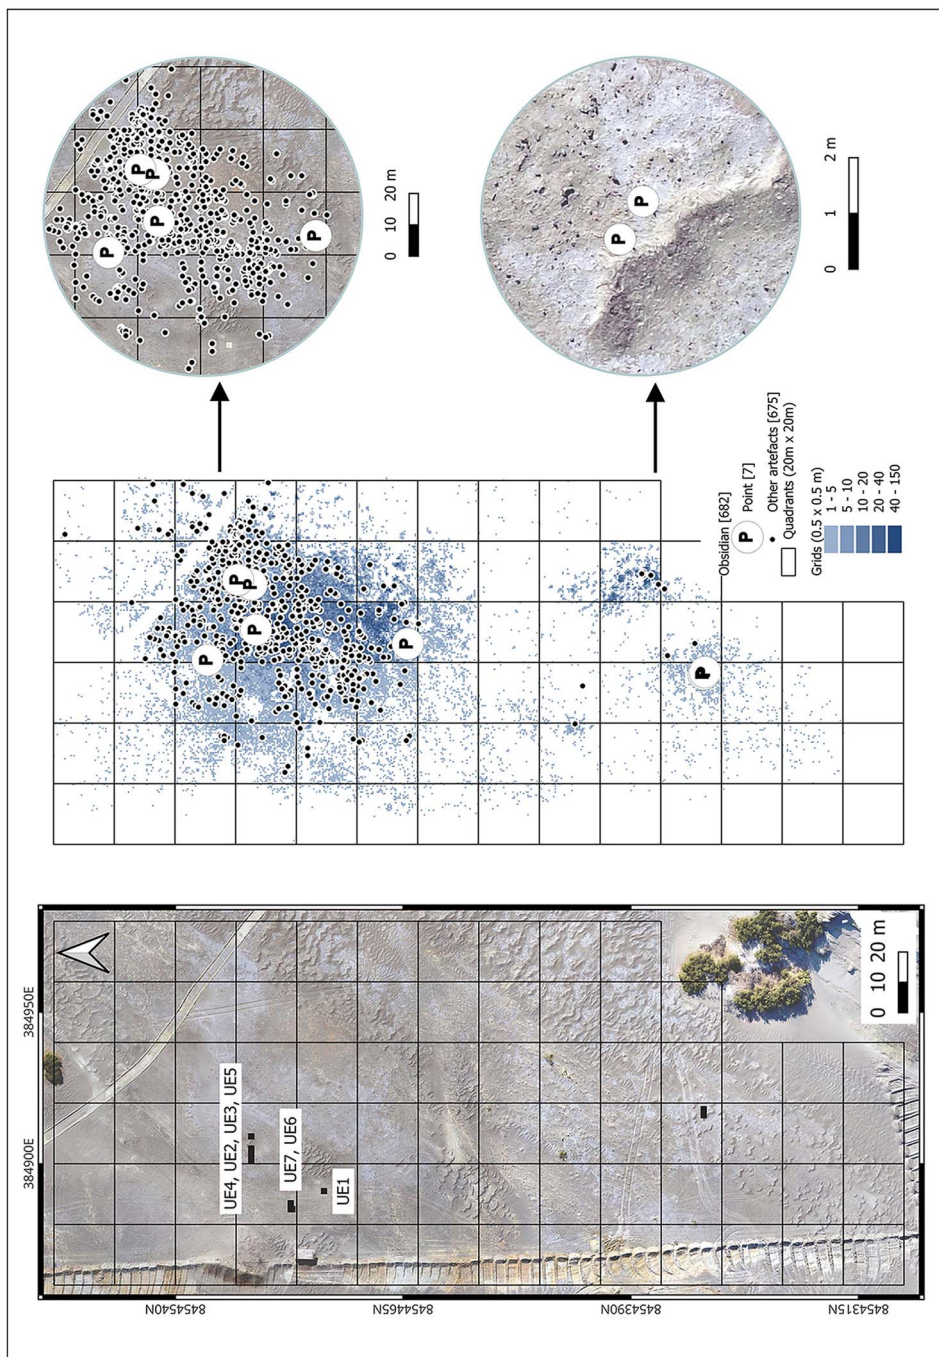 384900E
384950E
845440N
8454465N
8454390N
8454315N
UE4, UE2, UE3, UE5
UE7, UE6
UE1
0 10 20 m
P
P
P
P
P
P
Obsidian [682]
P Point [7]
Other artefacts [675]
Quadrants (20m x 20m)
Grids (0.5 x 0.5 m)
1 - 5
5 - 10
10 - 20
20 - 40
40 - 150
P
P
P
P
P
0 10 20 m
P
P
0 1 2 m